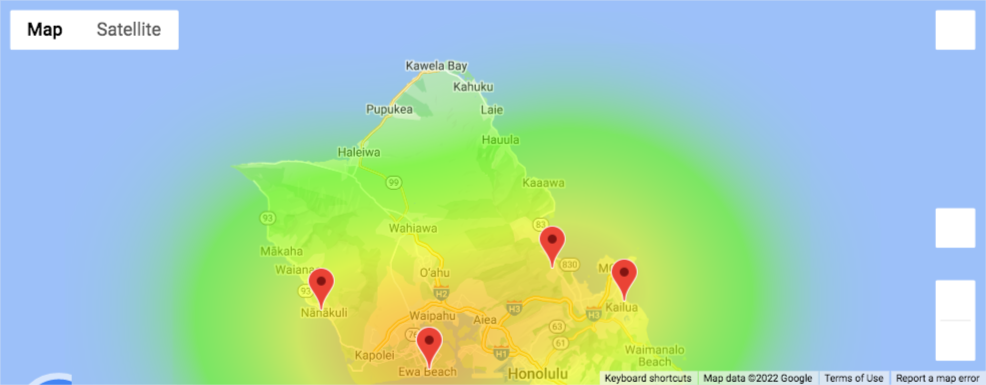 Map Satellite
Kawela Bay
Kahuku
Pupukea
Laie
Hauula
Haleiwa
99
Kaaawa
93
83
Wahiawa
Mākaha
830
Waiana
O'ahu
93
H2
Nānākuli
Kailua
H3
Waipahu
Aiea
H3
63
76
H1
61
Kapolei
Waimanalo
Beach
Ewa Beach
Honolulu
Keyboard shortcuts Map data ©2022 Google Terms of Use Report a map error